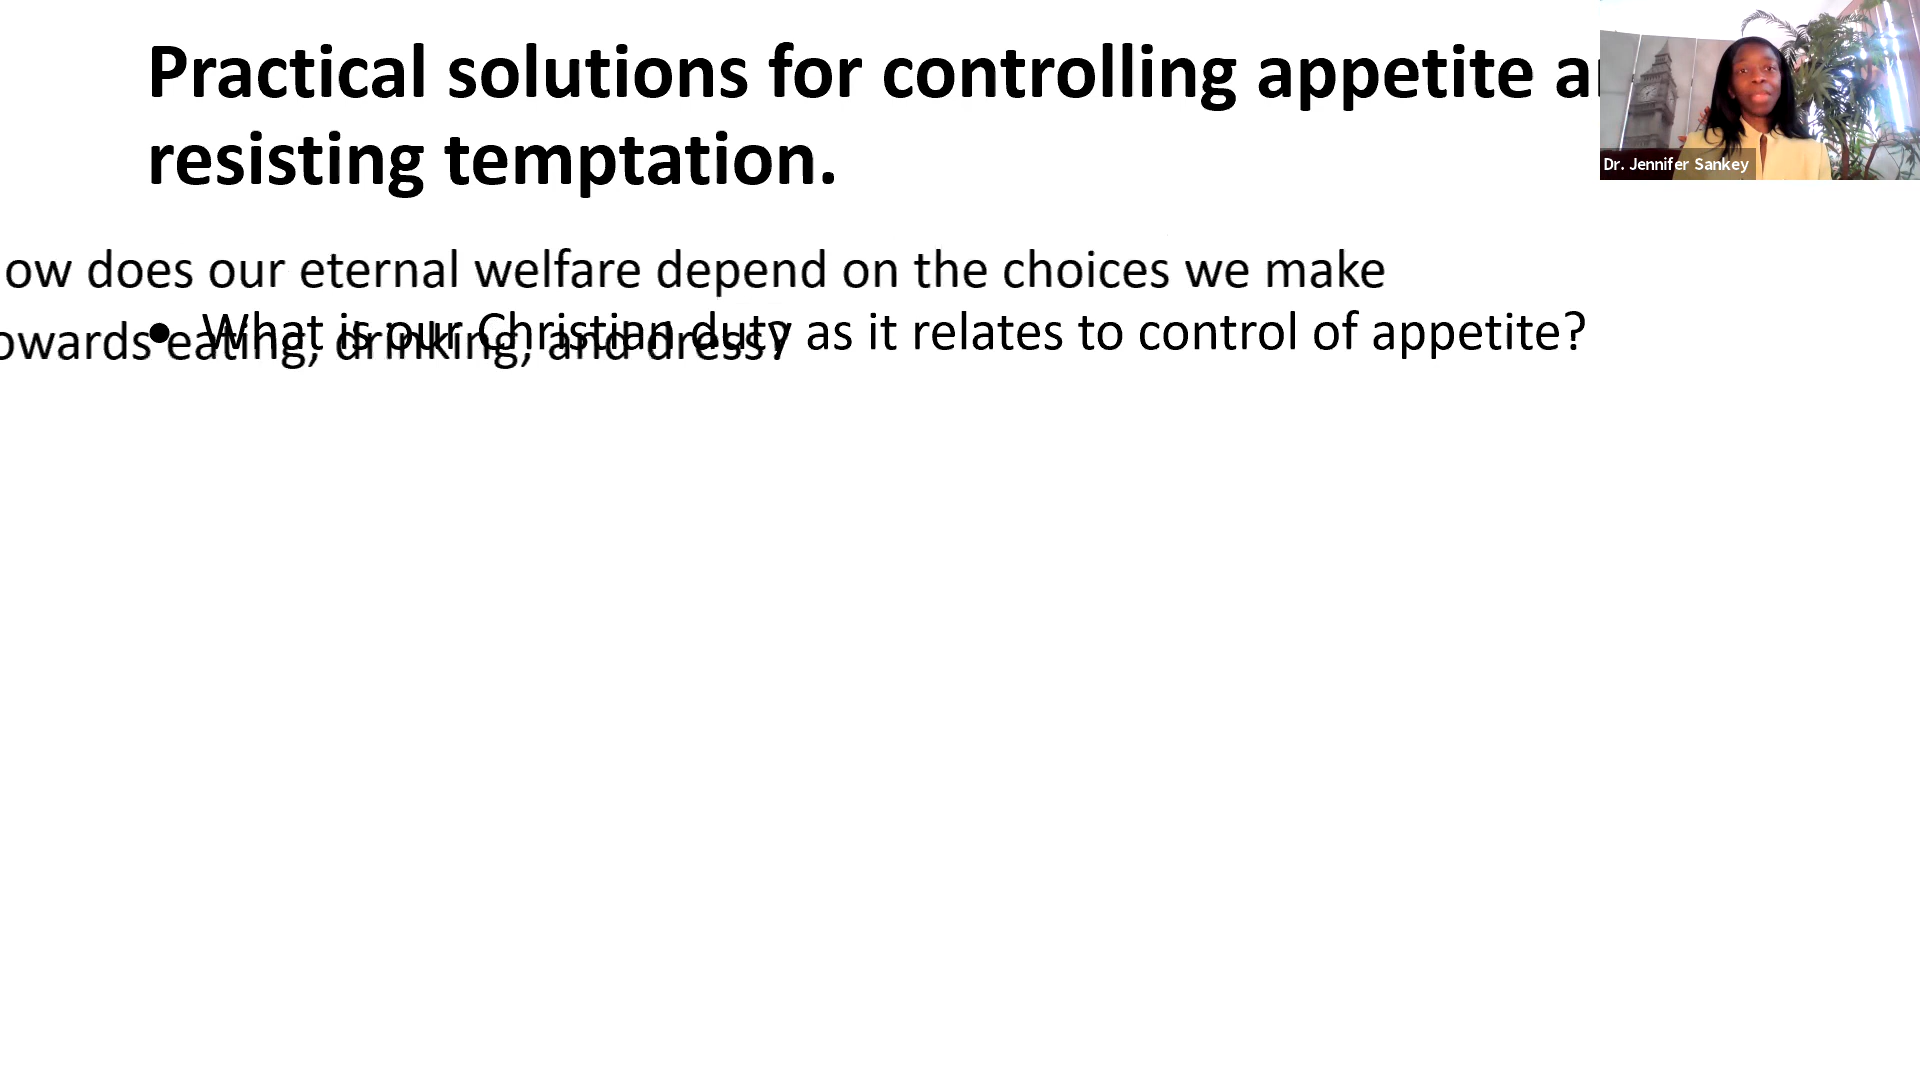 Practical solutions for controlling appetite a
resisting temptation.
Dr. Jennifer Sankey
ow does our eternal welfare depend on the choices we make
owards eating, drinking, and dress?
• What is our Christian duty as it relates to control of appetite?